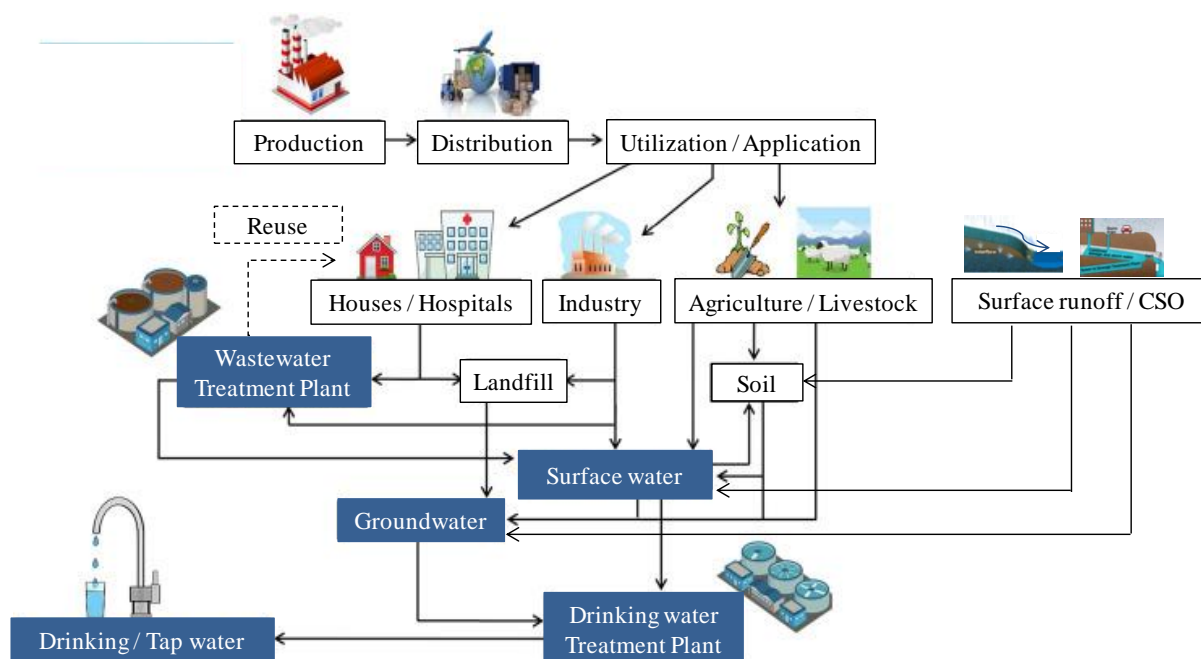 Production
Distribution
Utilization / Application
Reuse
Houses / Hospitals
Industry
Agriculture / Livestock
Surface runoff / CSO
Wastewater
Treatment Plant
Landfill
Soil
Surface water
Groundwater
Drinking water
Treatment Plant
Drinking / Tap water